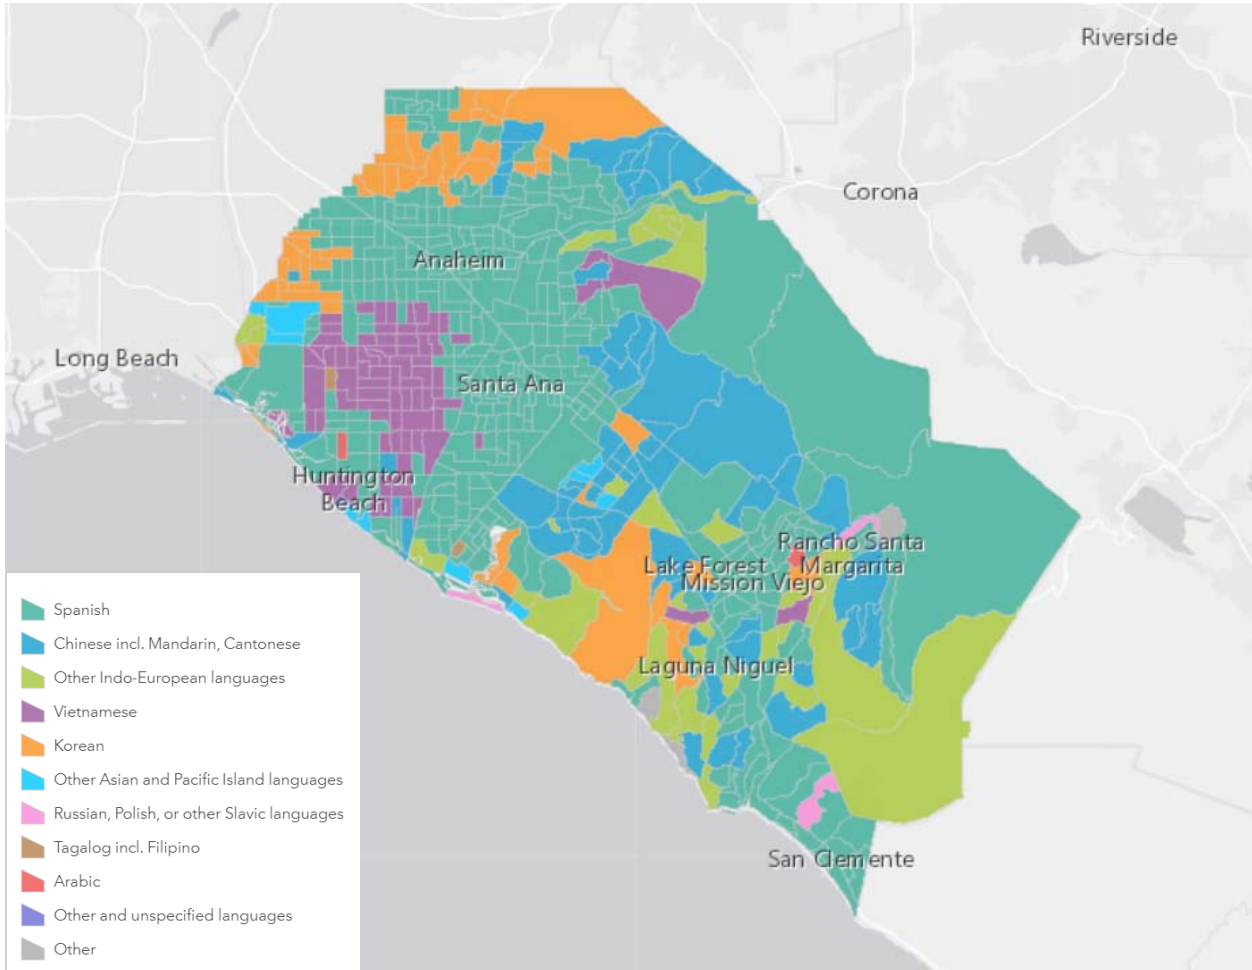 Riverside
Corona
Anaheim
Long Beach
Santa Ana
Huntington
Beach
Rancho Santa
Margarita
Lake Forest
Mission Viejo
Laguna Niguel
San Clemente
Spanish
Chinese incl. Mandarin, Cantonese
Other Indo-European languages
Vietnamese
Korean
Other Asian and Pacific Island languages
Russian, Polish, or other Slavic languages
Tagalog incl. Filipino
Arabic
Other and unspecified languages
Other